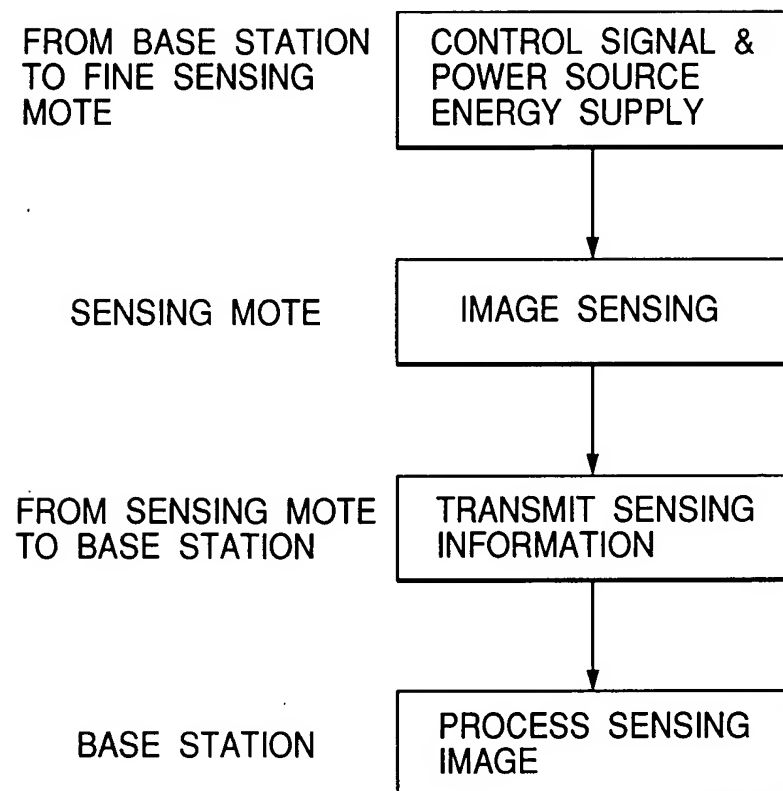 FROM BASE STATION
TO FINE SENSING
MOTE
CONTROL SIGNAL &
POWER SOURCE
ENERGY SUPPLY
SENSING MOTE
IMAGE SENSING
FROM SENSING MOTE
TO BASE STATION
TRANSMIT SENSING
INFORMATION
BASE STATION
PROCESS SENSING
IMAGE